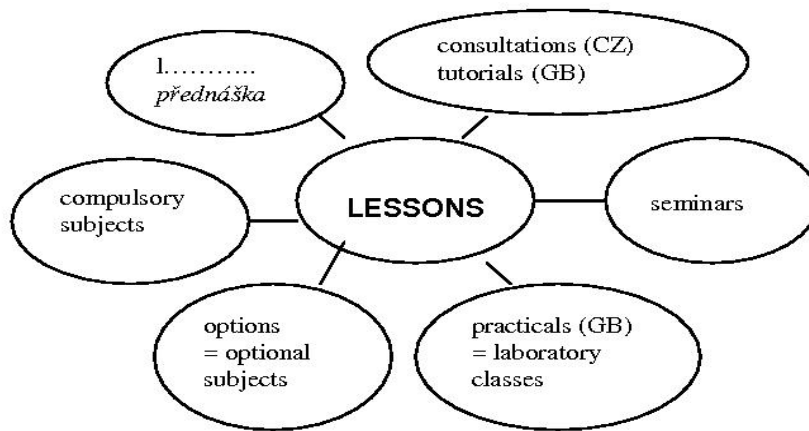 l...........
přednáška
consultations (CZ)
tutorials (GB)
compulsory
subjects
LESSONS
seminars
options
= optional
subjects
practicals (GB)
= laboratory
classes